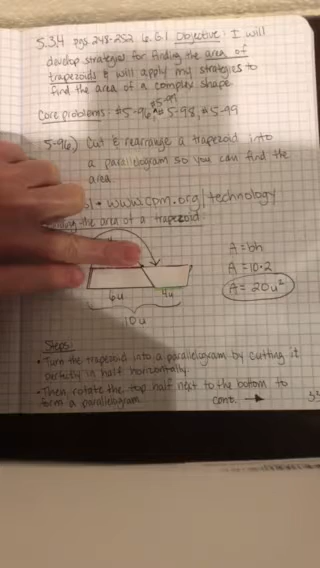 5.3.4 pgs 248-252 6.G.1 Objective: I will
develop strategies for finding the area of
trapezoids & will apply my strategies to
find the area of a complex shape.
Core problems: #5-96, #5-97, #5-98, #5-99
5-96.) Cut & rearrange a trapezoid into
a parallelogram so you can find the
area.
www.cpm.org/technology
the area of a trapezoid.
A = bh
A = 10·2
A = 20u²
6u 4u
10u
Steps:
• Turn the trapezoid into a parallelogram by cutting it
perfectly in half horizontally.
• Then rotate the top half next to the bottom to
form a parallelogram. cont. →